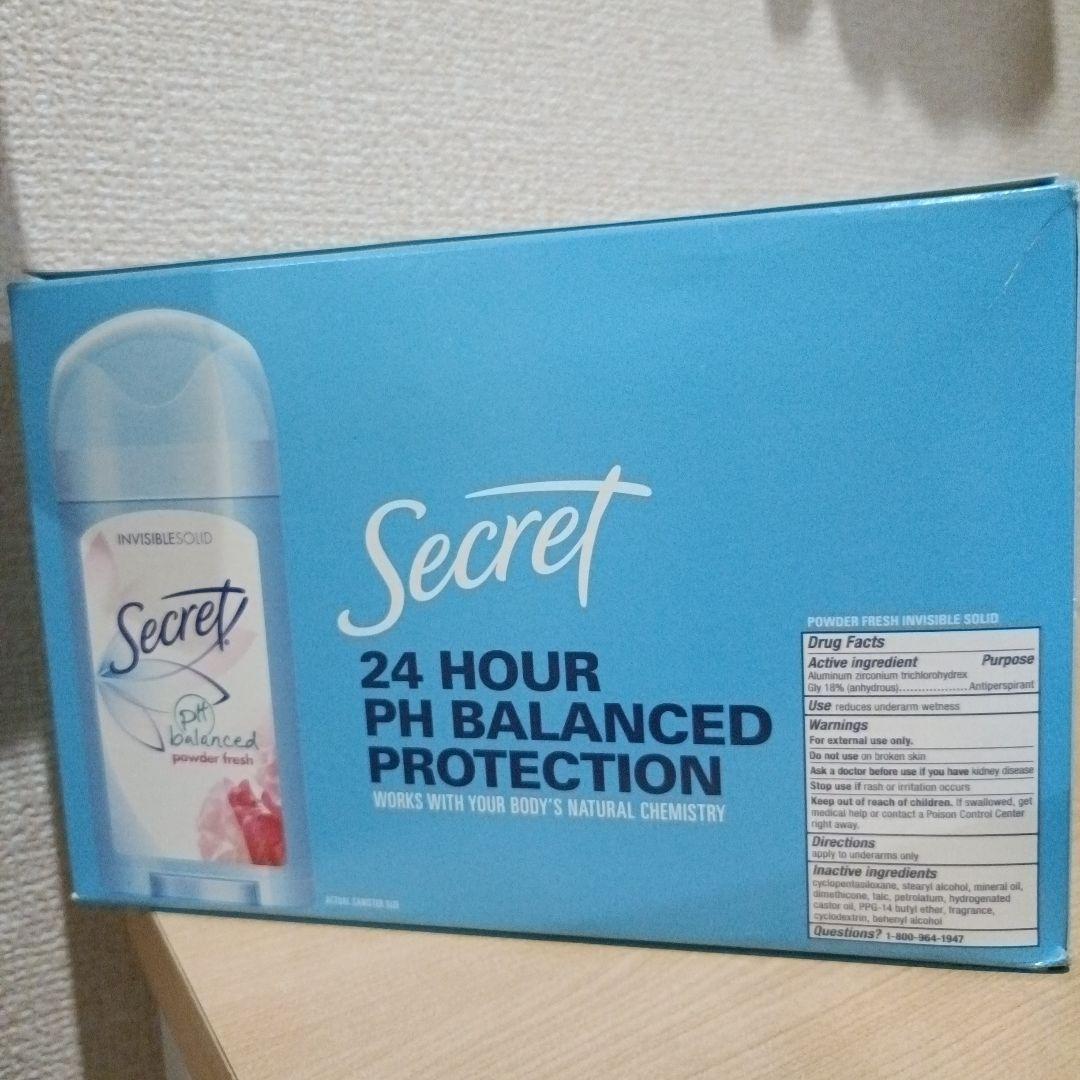 INVISIBLESOLID
Secret
pH
balanced
powder fresh
Secret
24 HOUR
PH BALANCED
PROTECTION
WORKS WITH YOUR BODY'S NATURAL CHEMISTRY
ACTUAL CANISTER SIZE
POWDER FRESH INVISIBLE SOLID
Drug Facts
Active ingredient Purpose
Aluminum zirconium trichlorohydrex
Gly 18% (anhydrous)................... Antiperspirant
Use reduces underarm wetness
Warnings
For external use only.
Do not use on broken skin
Ask a doctor before use if you have kidney disease
Stop use if rash or irritation occurs
Keep out of reach of children. If swallowed, get
medical help or contact a Poison Control Center
right away.
Directions
apply to underarms only
Inactive ingredients
cyclopentasiloxane, stearyl alcohol, mineral oil,
dimethicone, talc, petrolatum, hydrogenated
castor oil, PPG-14 butyl ether, fragrance,
cyclodextrin, behenyl alcohol
Questions? 1-800-964-1947